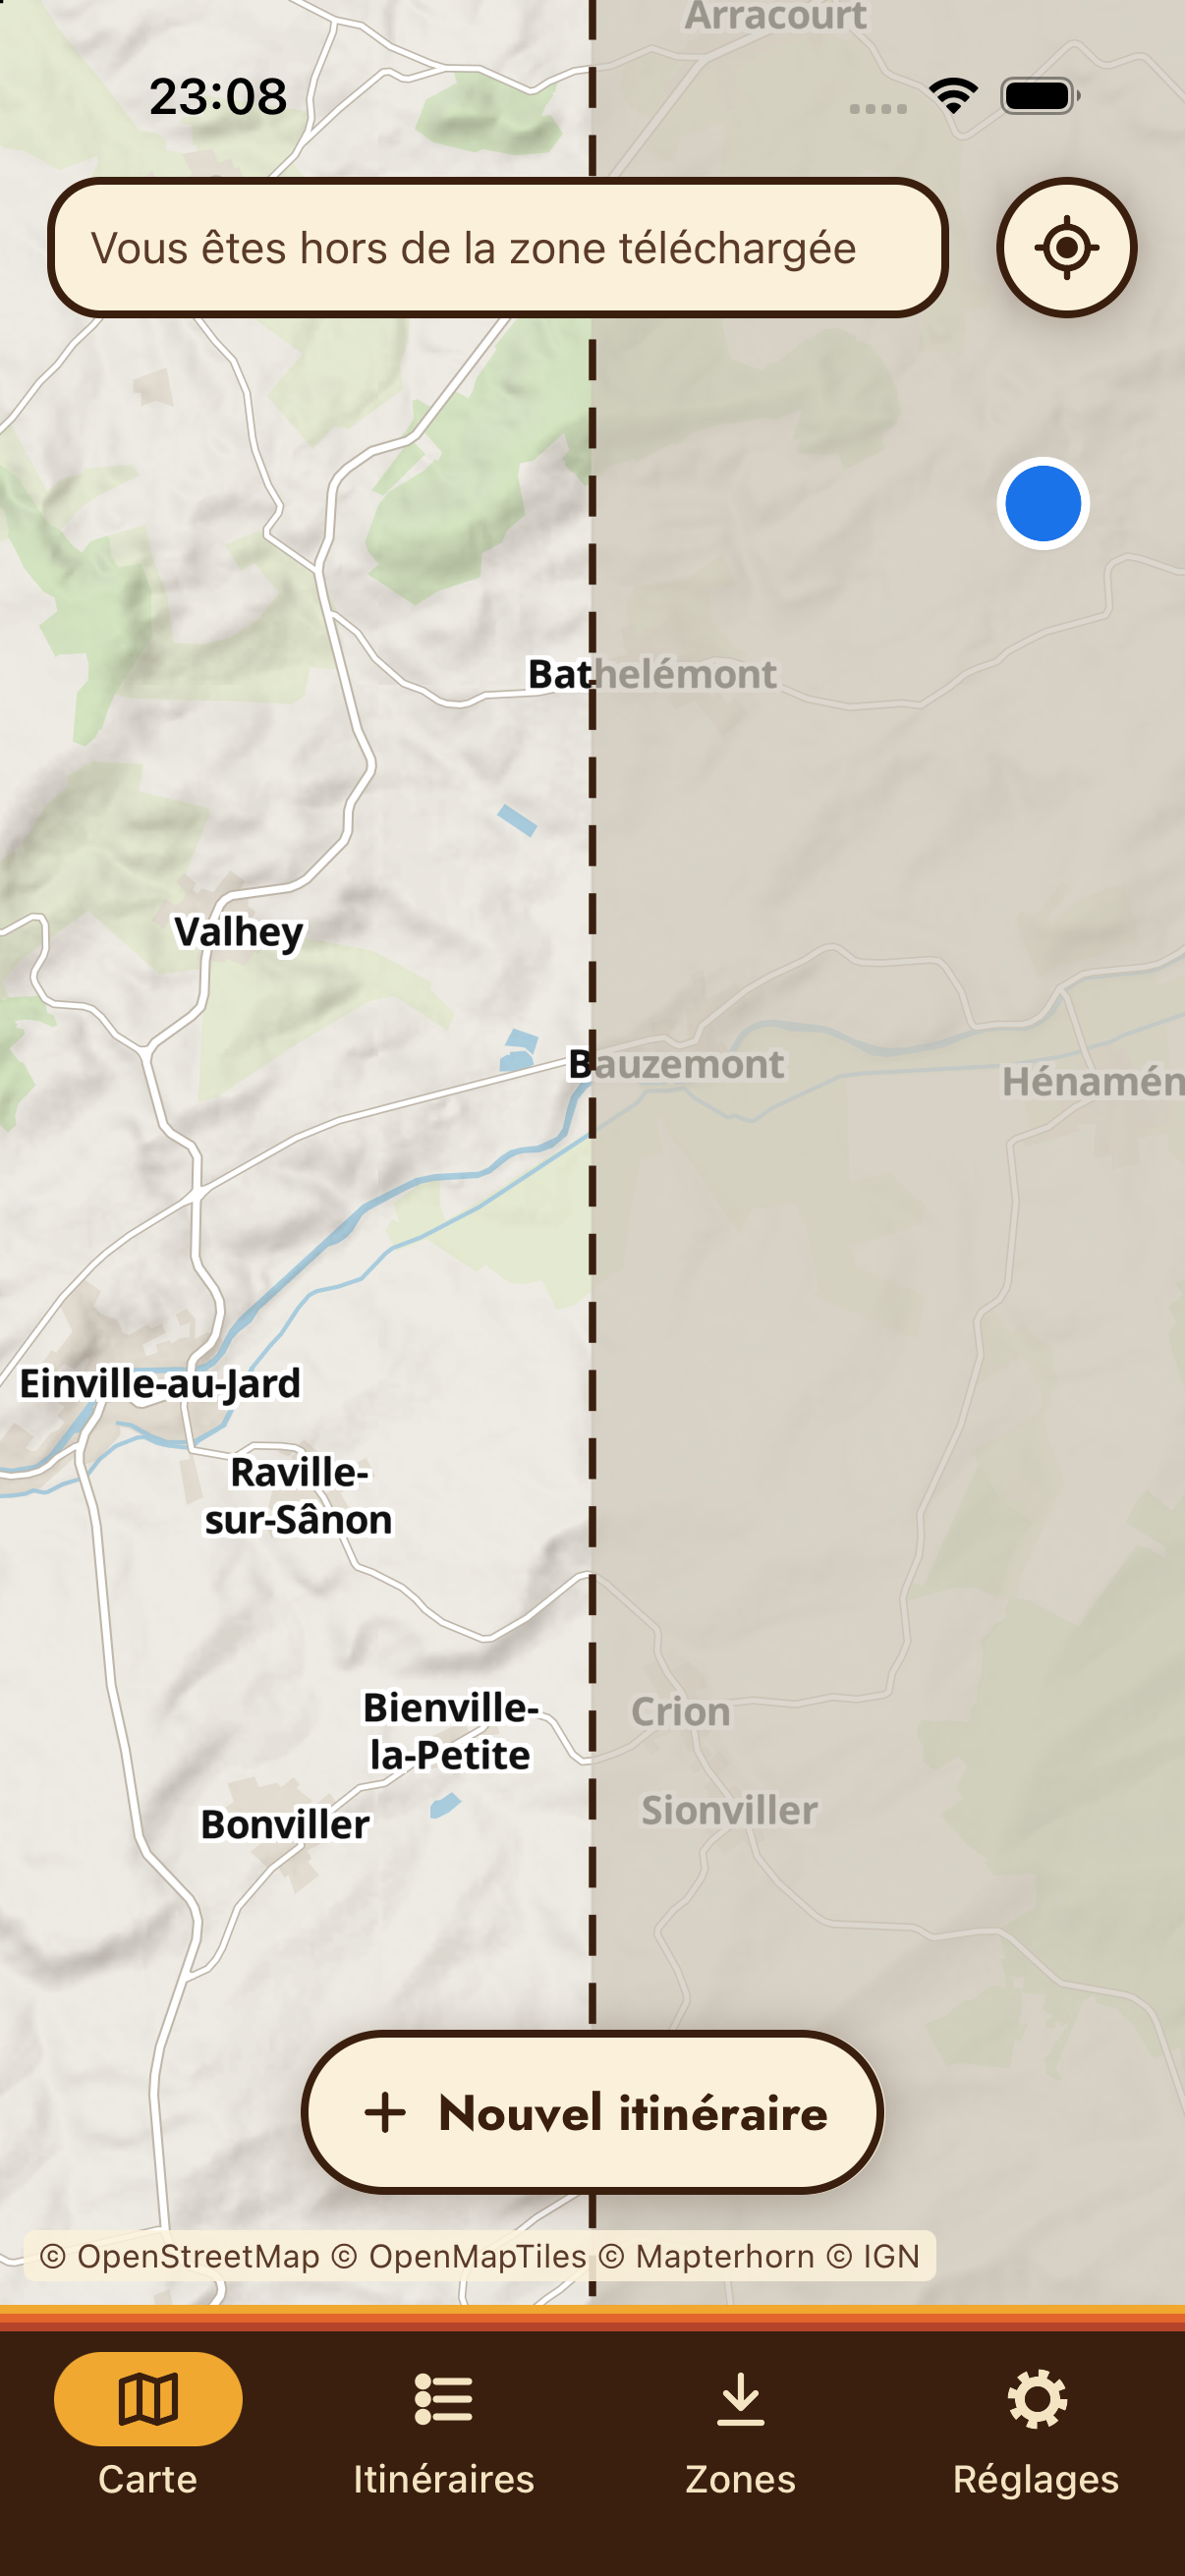 Arracourt
23:08
Vous êtes hors de la zone téléchargée
Bathelémont
Valhey
Bauzemont
Hénamén
Einville-au-Jard
Raville-
sur-Sânon
Bienville-
la-Petite
Crion
Sionviller
Bonviller
+ Nouvel itinéraire
© OpenStreetMap © OpenMapTiles © Mapterhorn © IGN
Carte
Itinéraires
Zones
Réglages